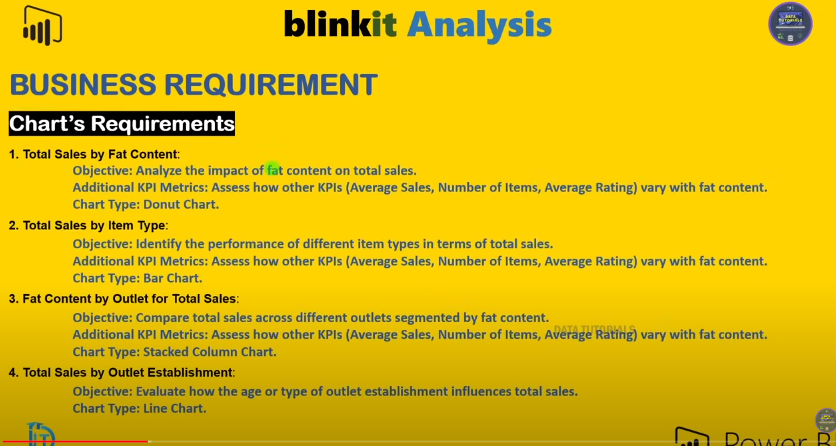 blinkit Analysis
DATA TUTORIALS
BUSINESS REQUIREMENT
Chart's Requirements
1. Total Sales by Fat Content:
Objective: Analyze the impact of fat content on total sales.
Additional KPI Metrics: Assess how other KPIs (Average Sales, Number of Items, Average Rating) vary with fat content.
Chart Type: Donut Chart.
2. Total Sales by Item Type:
Objective: Identify the performance of different item types in terms of total sales.
Additional KPI Metrics: Assess how other KPIs (Average Sales, Number of Items, Average Rating) vary with fat content.
Chart Type: Bar Chart.
3. Fat Content by Outlet for Total Sales:
Objective: Compare total sales across different outlets segmented by fat content.
DATA TUTORIALS
Additional KPI Metrics: Assess how other KPIs (Average Sales, Number of Items, Average Rating) vary with fat content.
Chart Type: Stacked Column Chart.
4. Total Sales by Outlet Establishment:
Objective: Evaluate how the age or type of outlet establishment influences total sales.
Chart Type: Line Chart.
Power B